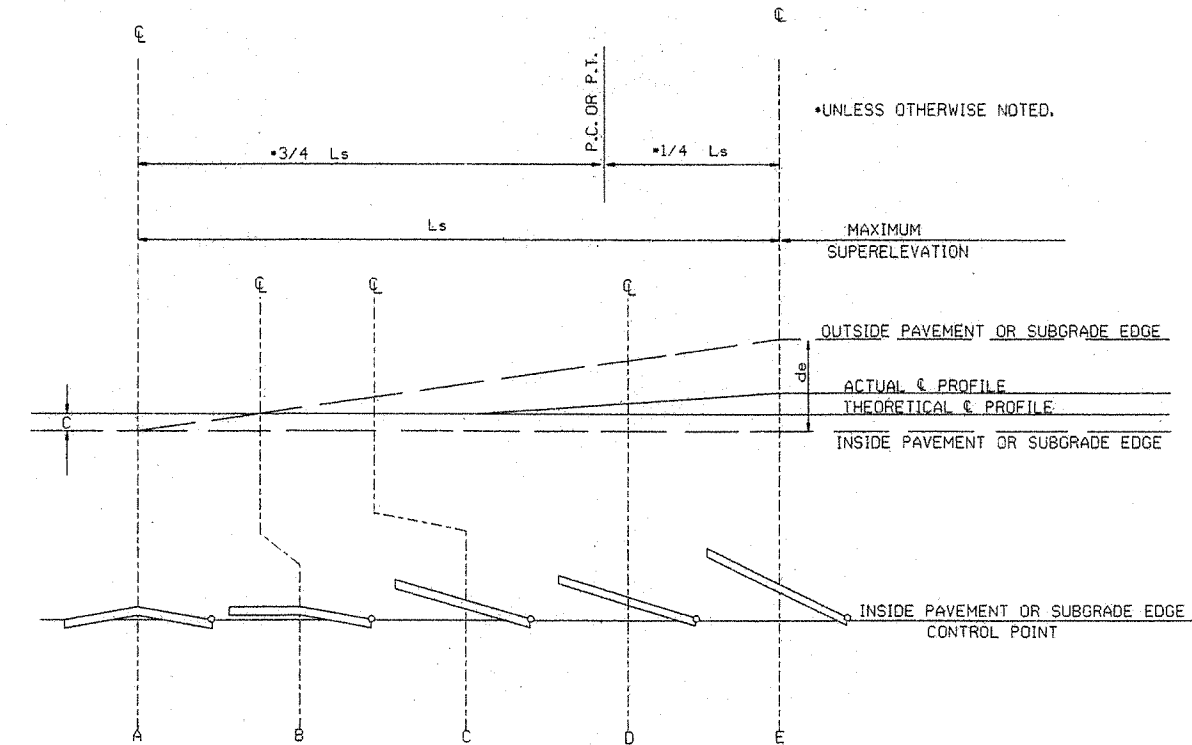 ℄
℄
P.C. OR P.T.
*UNLESS OTHERWISE NOTED.
*3/4 Ls
*1/4 Ls
Ls
MAXIMUM
SUPERELEVATION
℄
℄
℄
OUTSIDE PAVEMENT OR SUBGRADE EDGE
de
ACTUAL ℄ PROFILE
THEORETICAL ℄ PROFILE
C
INSIDE PAVEMENT OR SUBGRADE EDGE
INSIDE PAVEMENT OR SUBGRADE EDGE
CONTROL POINT
A
B
C
D
E